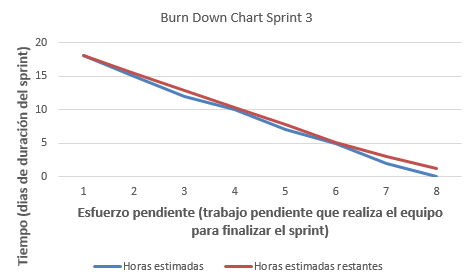 Burn Down Chart Sprint 3
Tiempo (dias de duración del sprint)
20
15
10
5
0
1 2 3 4 5 6 7 8
Esfuerzo pendiente (trabajo pendiente que realiza el equipo
para finalizar el sprint)
Horas estimadas Horas estimadas restantes